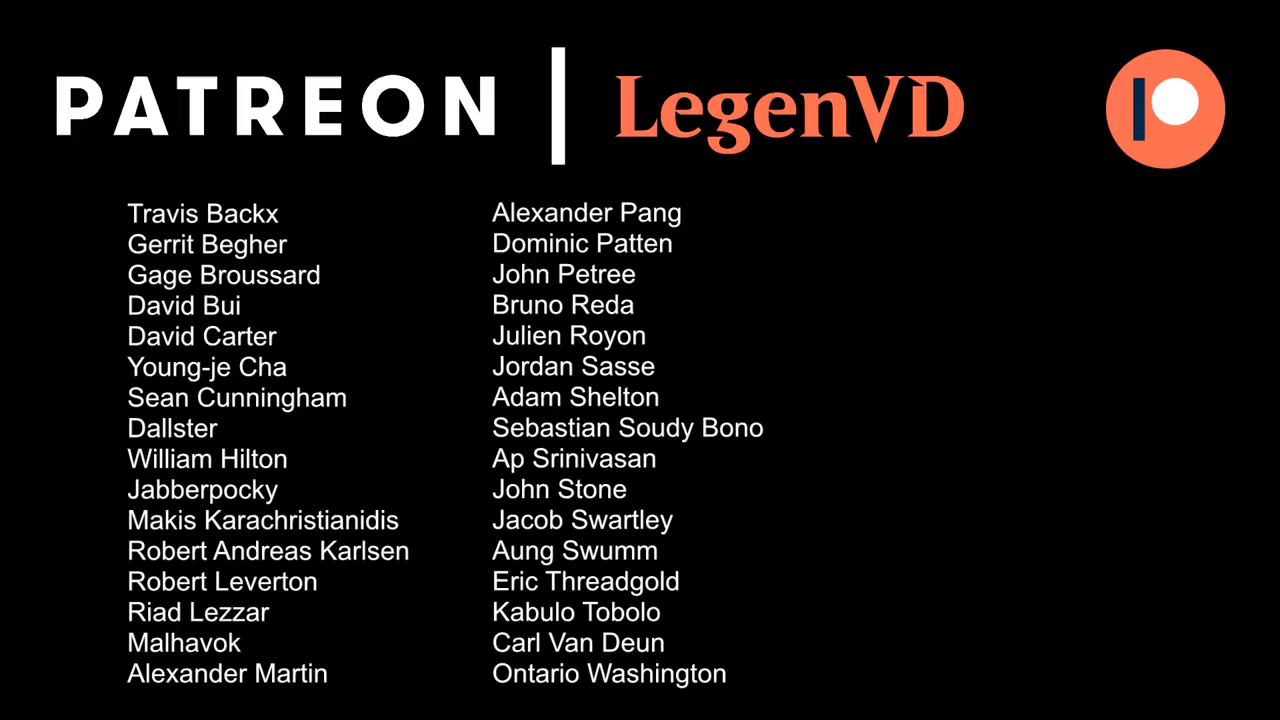 PATREON | LegenVD
Travis Backx
Gerrit Begher
Gage Broussard
David Bui
David Carter
Young-je Cha
Sean Cunningham
Dallster
William Hilton
Jabberpocky
Makis Karachristianidis
Robert Andreas Karlsen
Robert Leverton
Riad Lezzar
Malhavok
Alexander Martin
Alexander Pang
Dominic Patten
John Petree
Bruno Reda
Julien Royon
Jordan Sasse
Adam Shelton
Sebastian Soudy Bono
Ap Srinivasan
John Stone
Jacob Swartley
Aung Swumm
Eric Threadgold
Kabulo Tobolo
Carl Van Deun
Ontario Washington